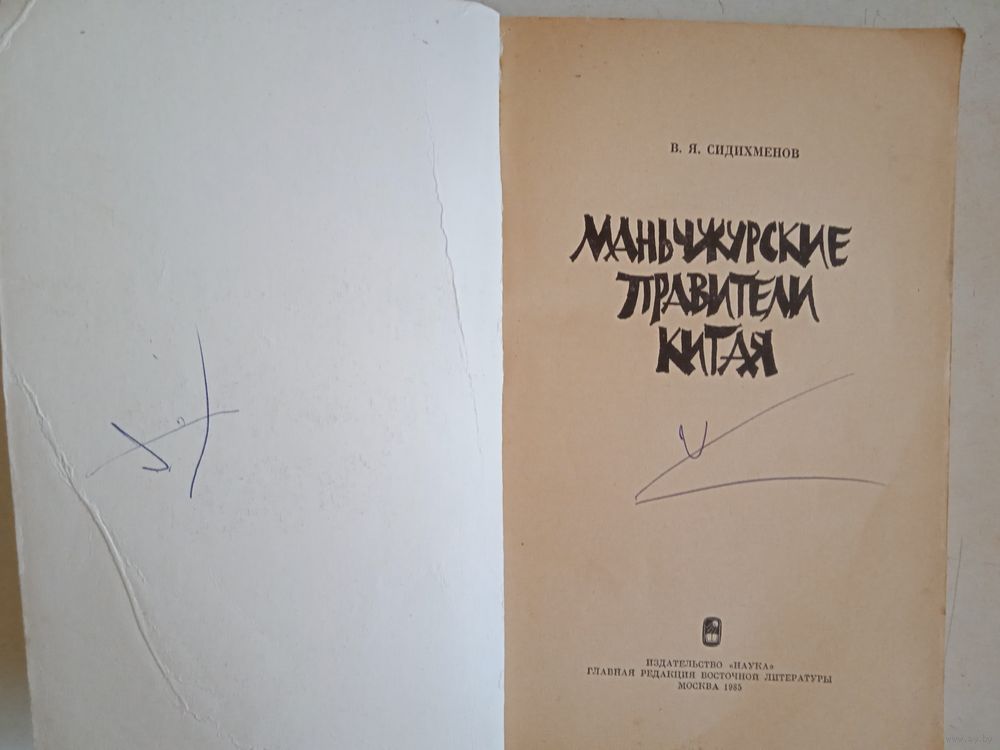 В. Я. СИДИХМЕНОВ
МАНЬЧЖУРСКИЕ
ПРАВИТЕЛИ
КИТАЯ
ИЗДАТЕЛЬСТВО «НАУКА»
ГЛАВНАЯ РЕДАКЦИЯ ВОСТОЧНОЙ ЛИТЕРАТУРЫ
МОСКВА 1985